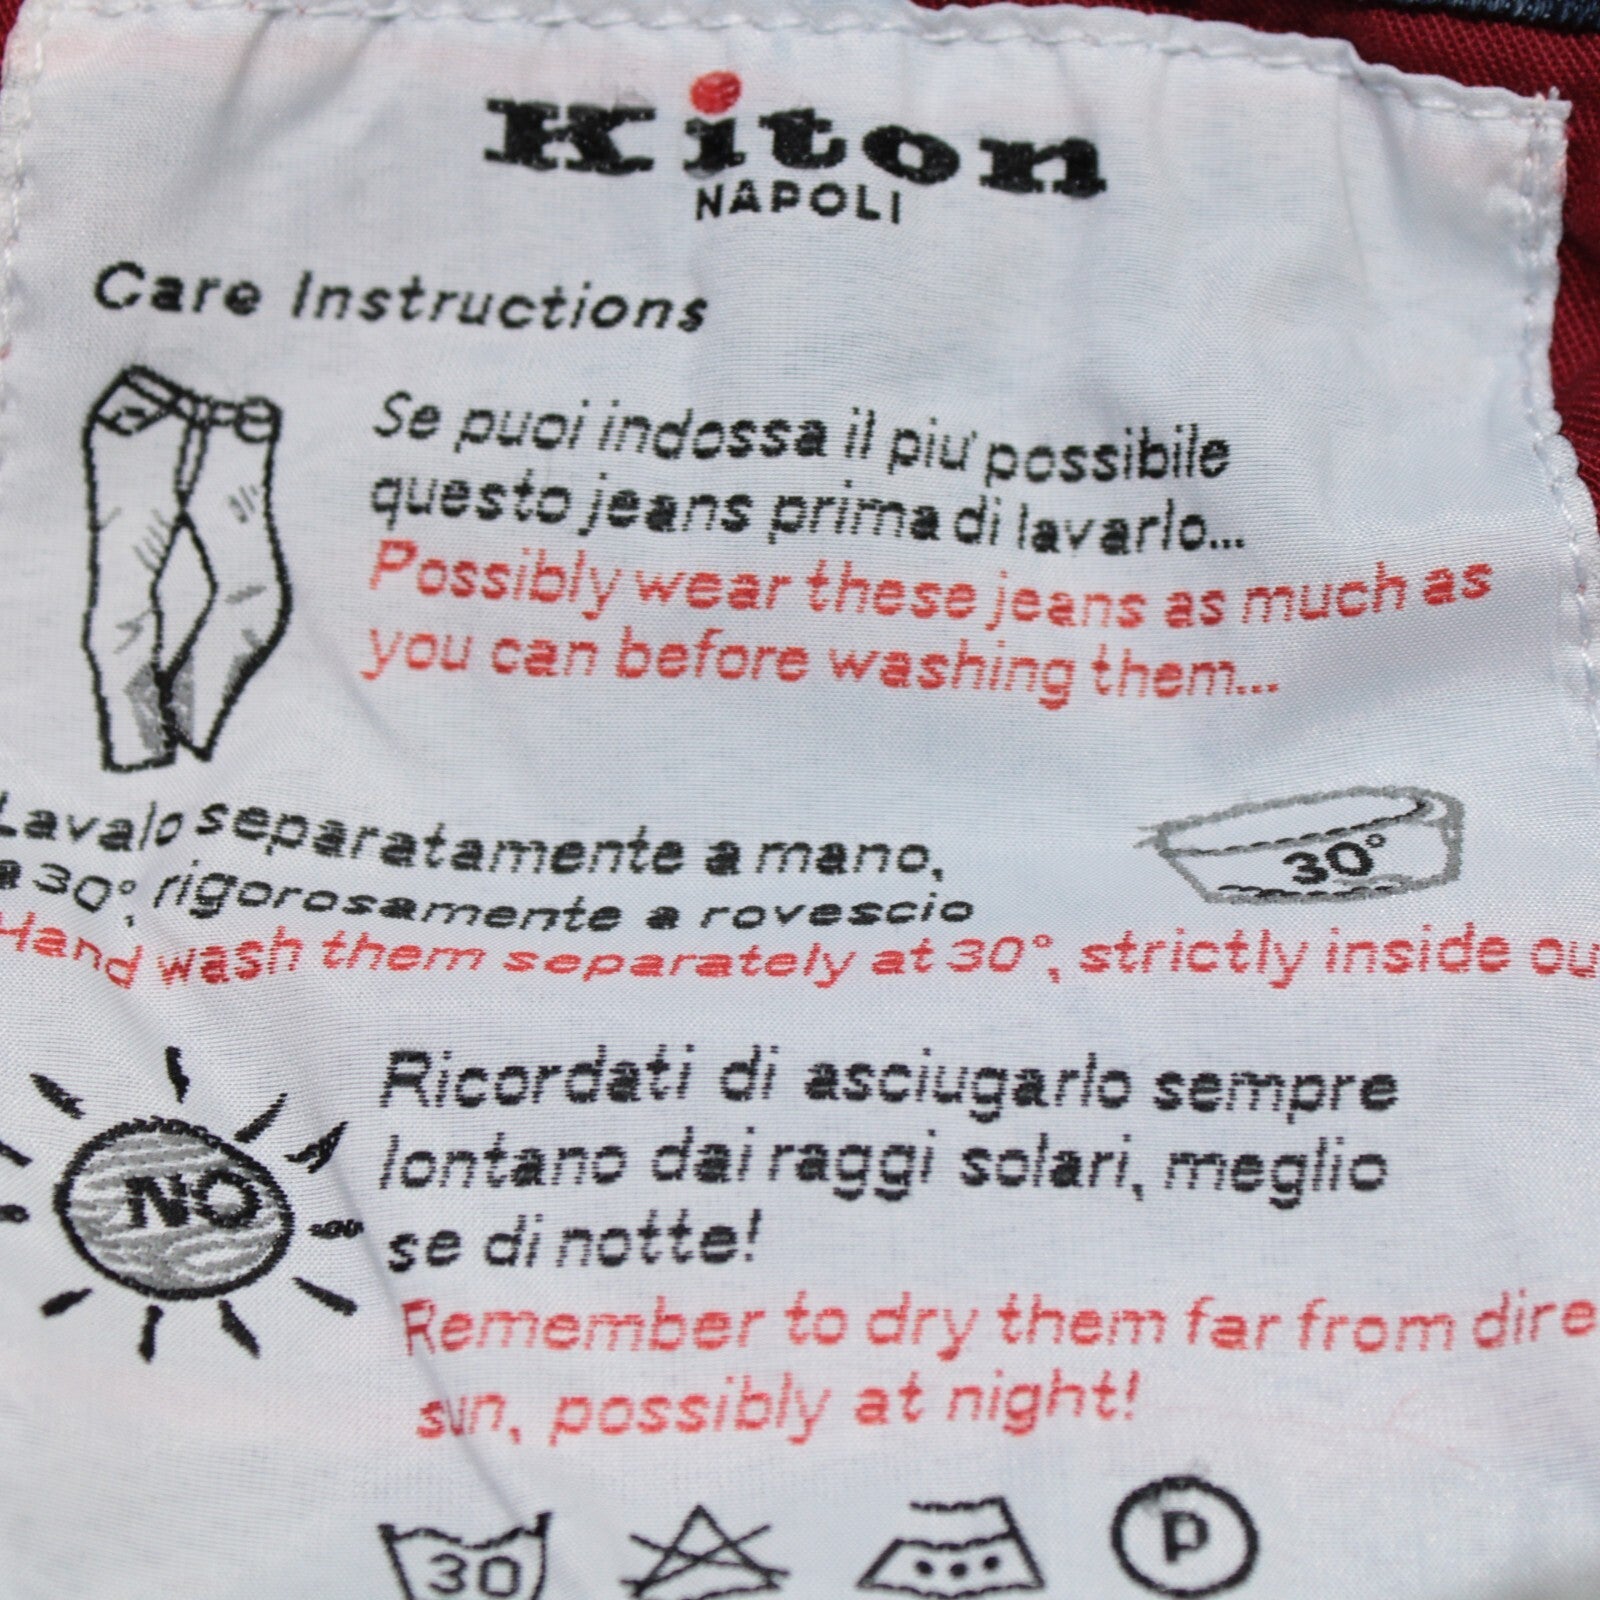 Kiton
NAPOLI
Care Instructions
Se puoi indossa il piu' possibile
questo jeans prima di lavarlo...
Possibly wear these jeans as much as
you can before washing them...
Lavalo separatamente a mano,
a 30°, rigorosamente a rovescio
30°
Hand wash them separately at 30°, strictly inside ou
NO
Ricordati di asciugarlo sempre
lontano dai raggi solari, meglio
se di notte!
Remember to dry them far from dire
sun, possibly at night!
30
P